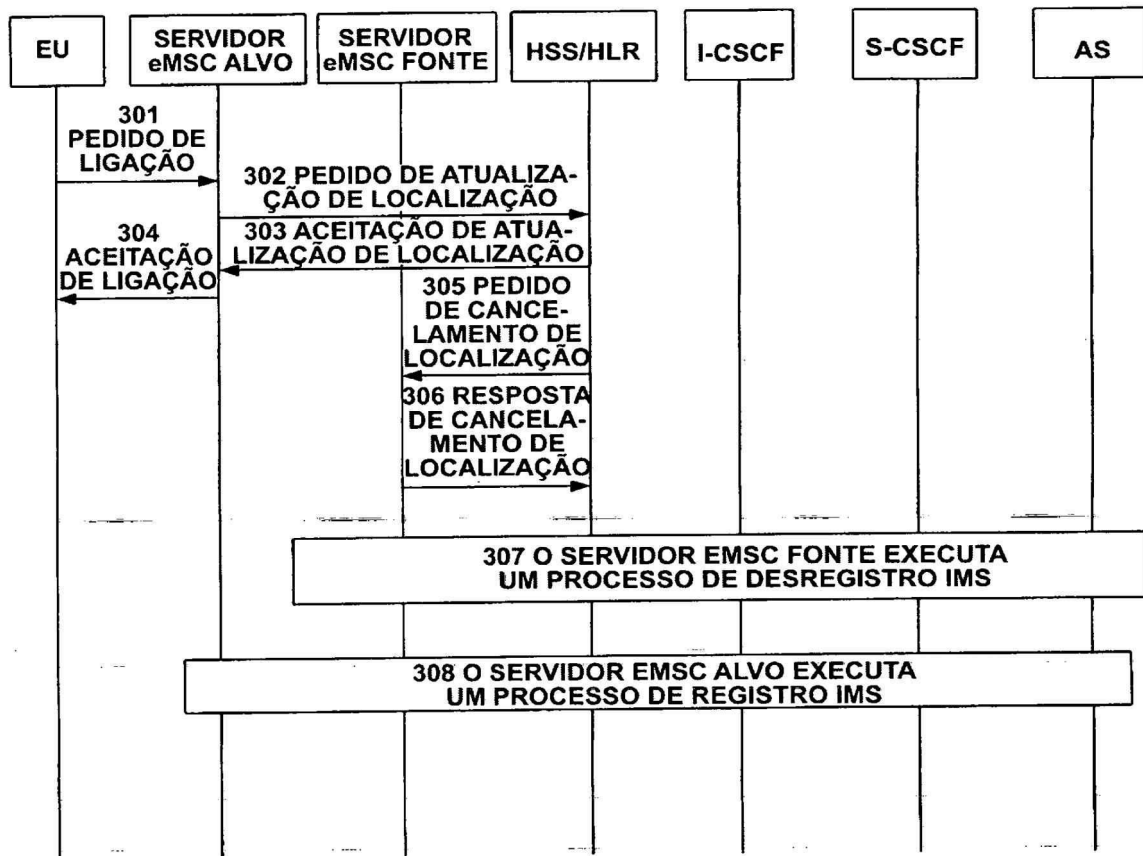 EU
SERVIDOR
eMSC ALVO
SERVIDOR
eMSC FONTE
HSS/HLR
I-CSCF
S-CSCF
AS
301
PEDIDO DE
LIGAÇÃO
302 PEDIDO DE ATUALIZA-
ÇÃO DE LOCALIZAÇÃO
303 ACEITAÇÃO DE ATUA-
LIZAÇÃO DE LOCALIZAÇÃO
304
ACEITAÇÃO
DE LIGAÇÃO
305 PEDIDO
DE CANCE-
LAMENTO DE
LOCALIZAÇÃO
306 RESPOSTA
DE CANCELA-
MENTO DE
LOCALIZAÇÃO
307 O SERVIDOR EMSC FONTE EXECUTA
UM PROCESSO DE DESREGISTRO IMS
308 O SERVIDOR EMSC ALVO EXECUTA
UM PROCESSO DE REGISTRO IMS